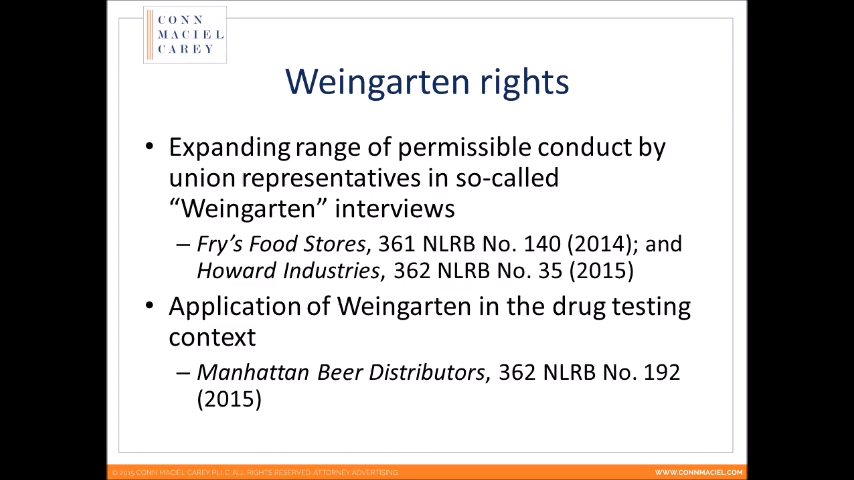 CONN
MACIEL
CAREY
Weingarten rights
• Expanding range of permissible conduct by
union representatives in so-called
“Weingarten” interviews
– Fry’s Food Stores, 361 NLRB No. 140 (2014); and
Howard Industries, 362 NLRB No. 35 (2015)
• Application of Weingarten in the drug testing
context
– Manhattan Beer Distributors, 362 NLRB No. 192
(2015)
© 2015 CONN MACIEL CAREY PLLC ALL RIGHTS RESERVED. ATTORNEY ADVERTISING.
WWW.CONNMACIEL.COM